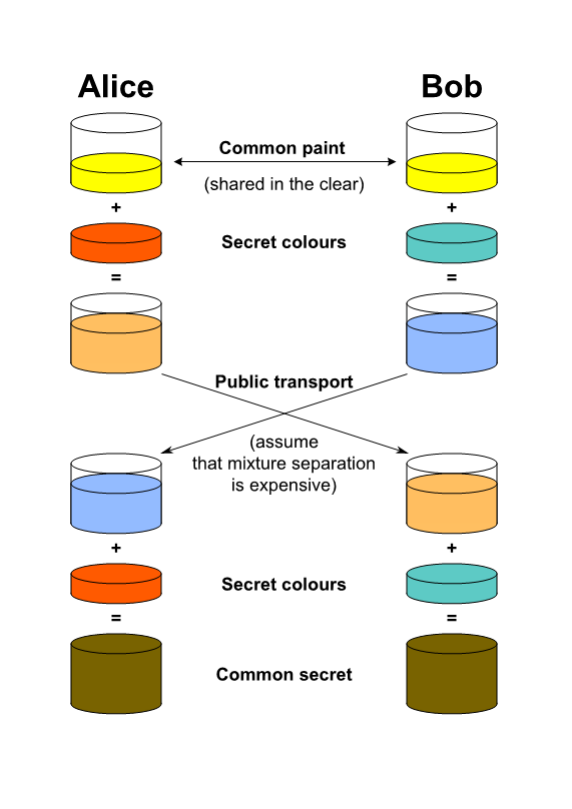 Alice
Bob
Common paint
(shared in the clear)
+
+
Secret colours
=
=
Public transport
(assume
that mixture separation
is expensive)
+
+
Secret colours
=
=
Common secret